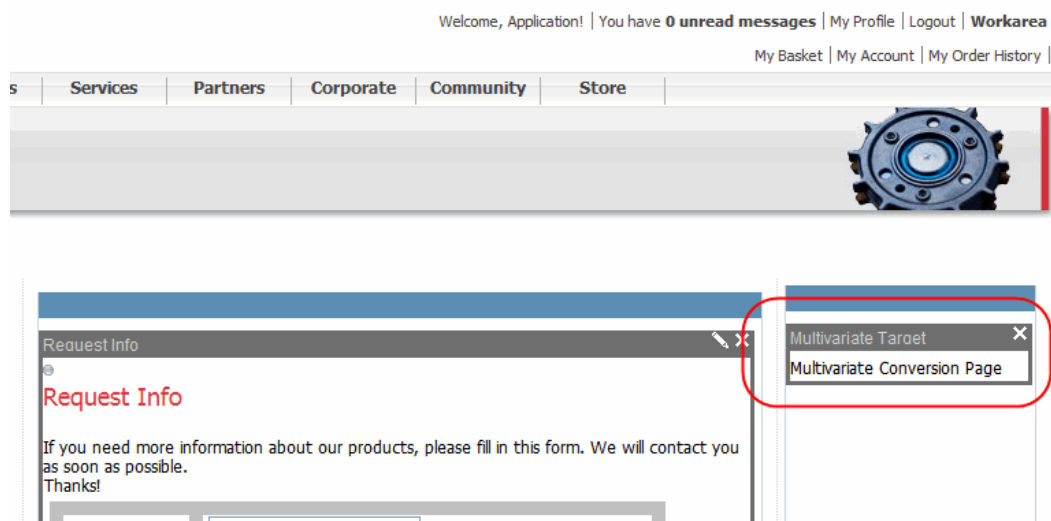 Welcome, Application! | You have 0 unread messages | My Profile | Logout | Workarea
My Basket | My Account | My Order History |
s | Services | Partners | Corporate | Community | Store |
Request Info
Multivariate Target
Multivariate Conversion Page
Request Info
If you need more information about our products, please fill in this form. We will contact you
as soon as possible.
Thanks!